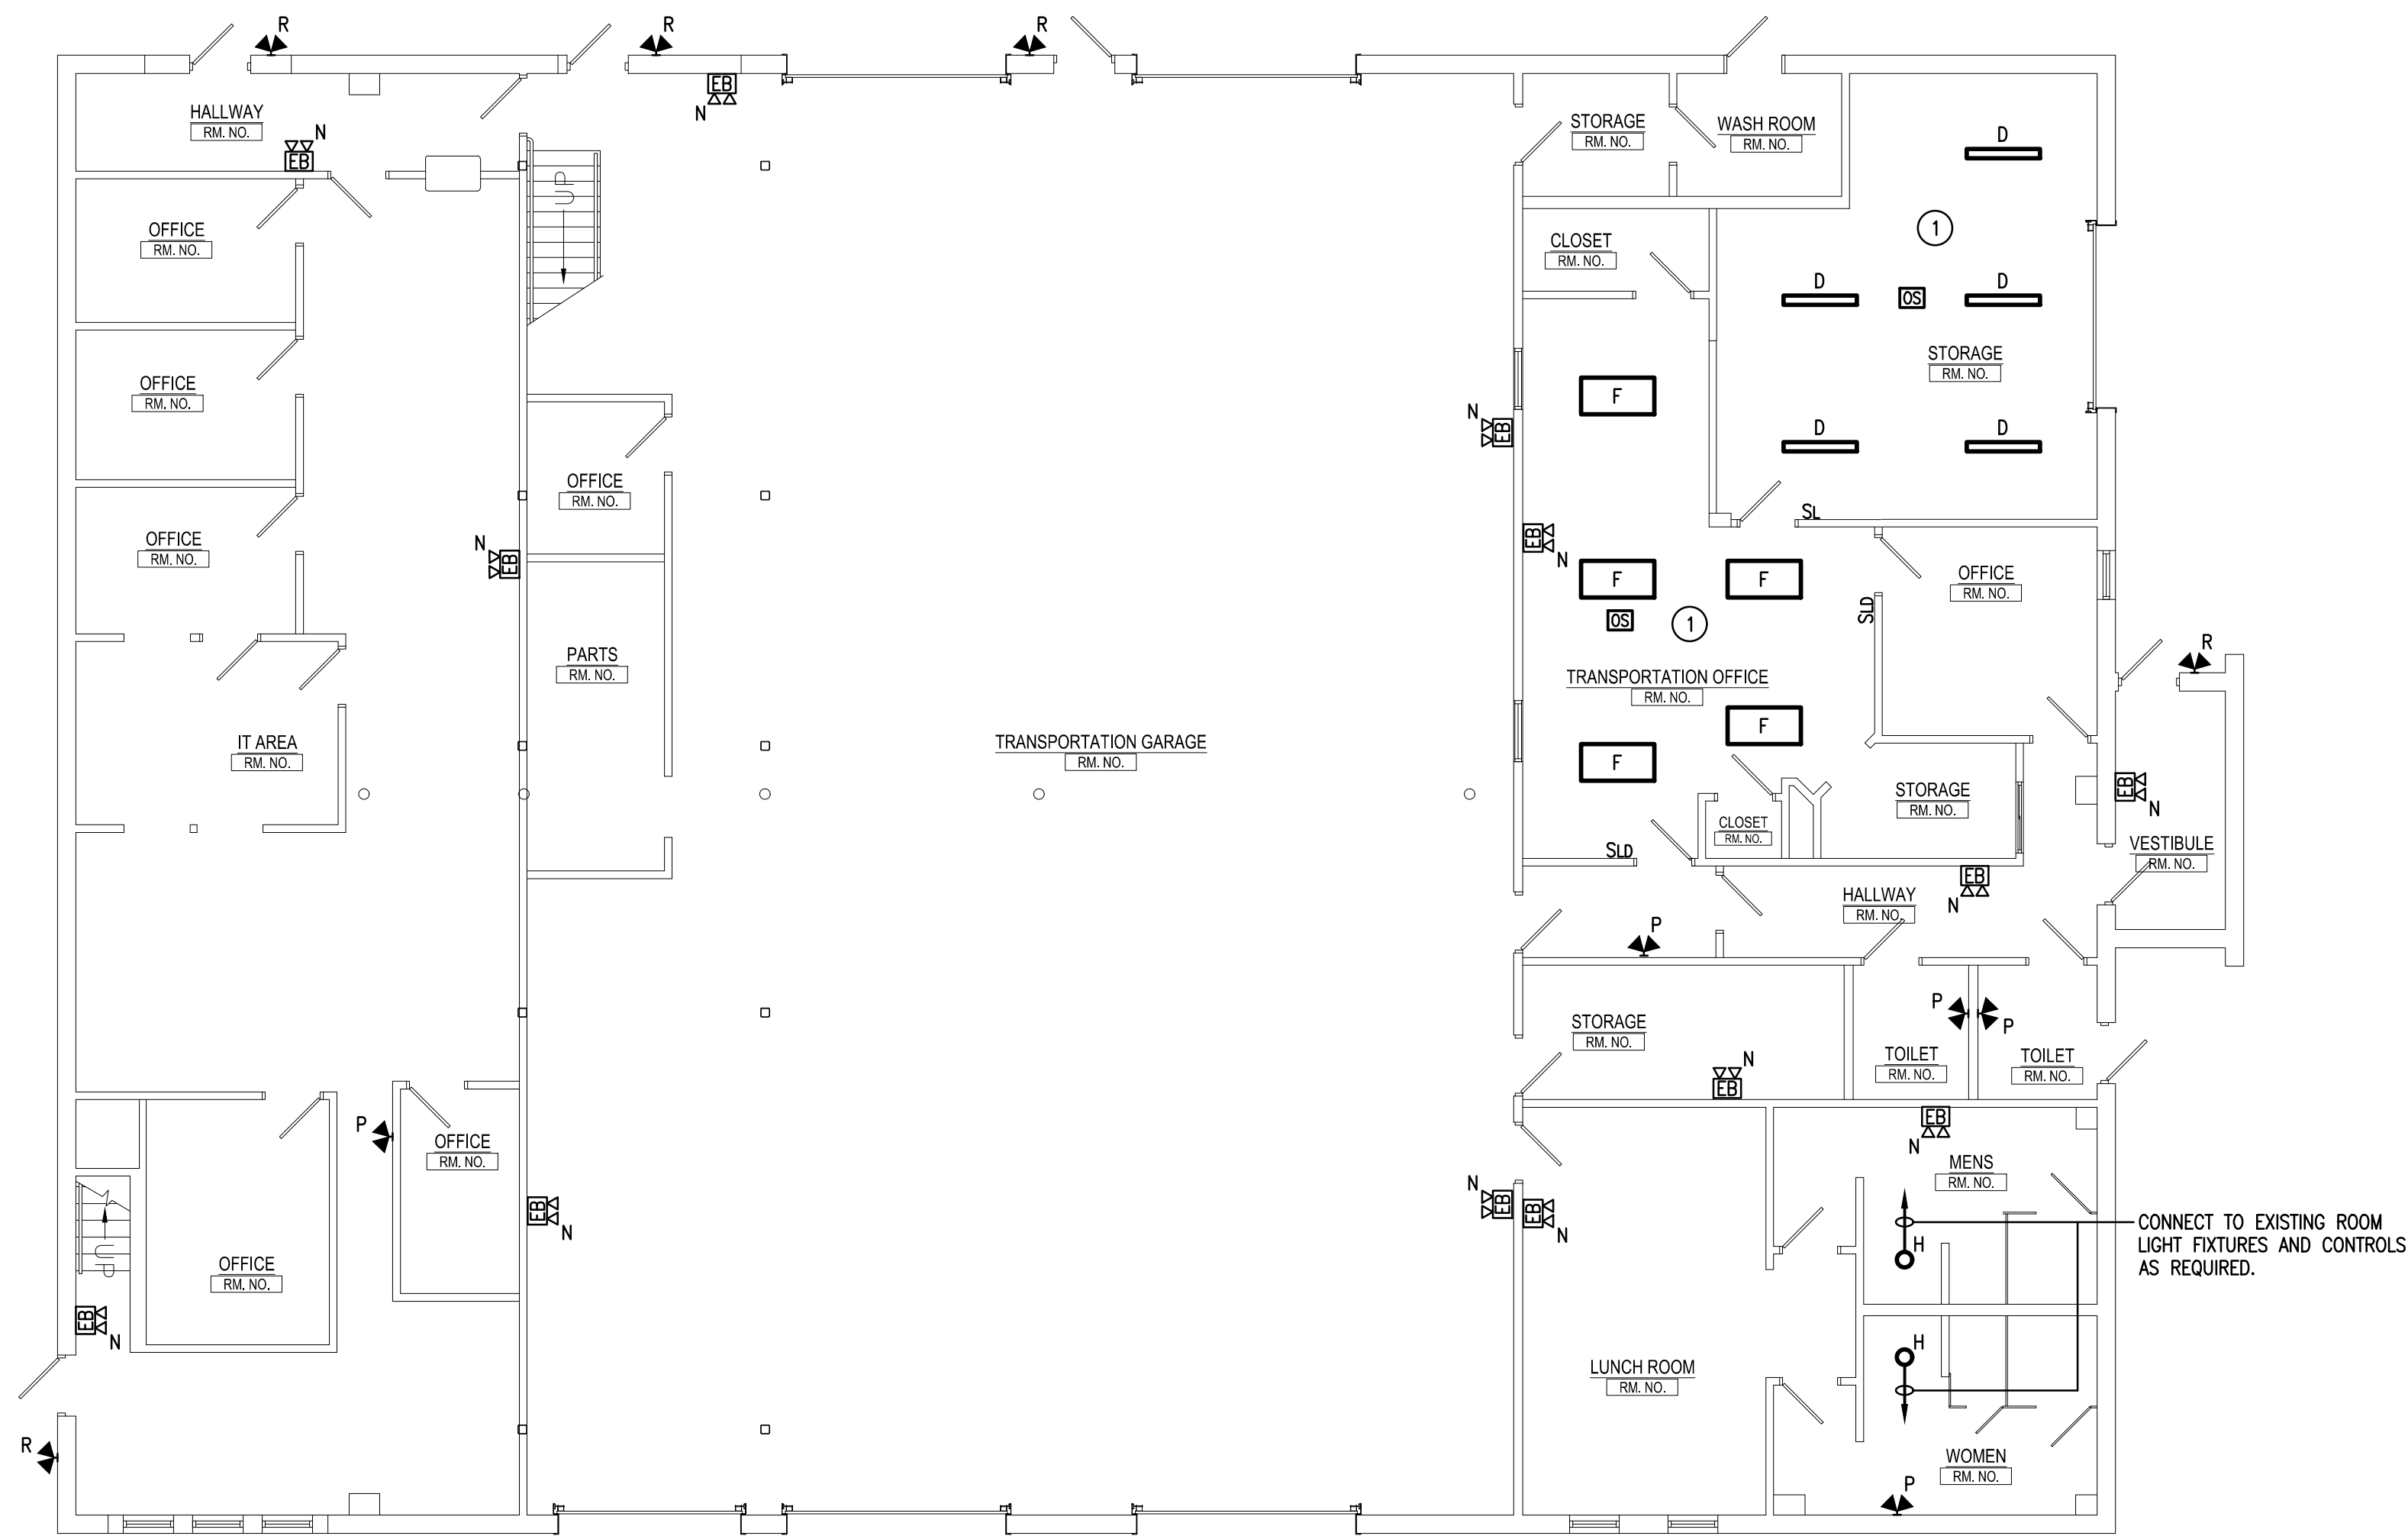 R
R
R
EB
N
HALLWAY
RM. NO.
N
EB
UP
STORAGE
RM. NO.
WASH ROOM
RM. NO.
D
OFFICE
RM. NO.
CLOSET
RM. NO.
1
D
OS
D
STORAGE
RM. NO.
OFFICE
RM. NO.
F
N
EB
D
D
OFFICE
RM. NO.
OFFICE
RM. NO.
N
EB
SL
EB
N
F
F
OFFICE
RM. NO.
SLD
OS
1
PARTS
RM. NO.
R
TRANSPORTATION OFFICE
RM. NO.
F
F
IT AREA
RM. NO.
TRANSPORTATION GARAGE
RM. NO.
STORAGE
RM. NO.
EB
N
CLOSET
RM. NO.
SLD
VESTIBULE
RM. NO.
EB
N
HALLWAY
RM. NO.
P
P
P
STORAGE
RM. NO.
N
EB
TOILET
RM. NO.
TOILET
RM. NO.
P
OFFICE
RM. NO.
EB
N
MENS
RM. NO.
UP
EB
N
N
EB
EB
N
H
CONNECT TO EXISTING ROOM
LIGHT FIXTURES AND CONTROLS
AS REQUIRED.
OFFICE
RM. NO.
EB
N
H
LUNCH ROOM
RM. NO.
R
WOMEN
RM. NO.
P